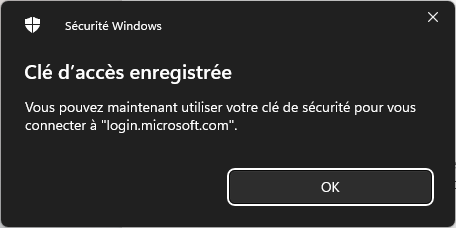 Sécurité Windows
Clé d’accès enregistrée
Vous pouvez maintenant utiliser votre clé de sécurité pour vous
connecter à "login.microsoft.com".
OK